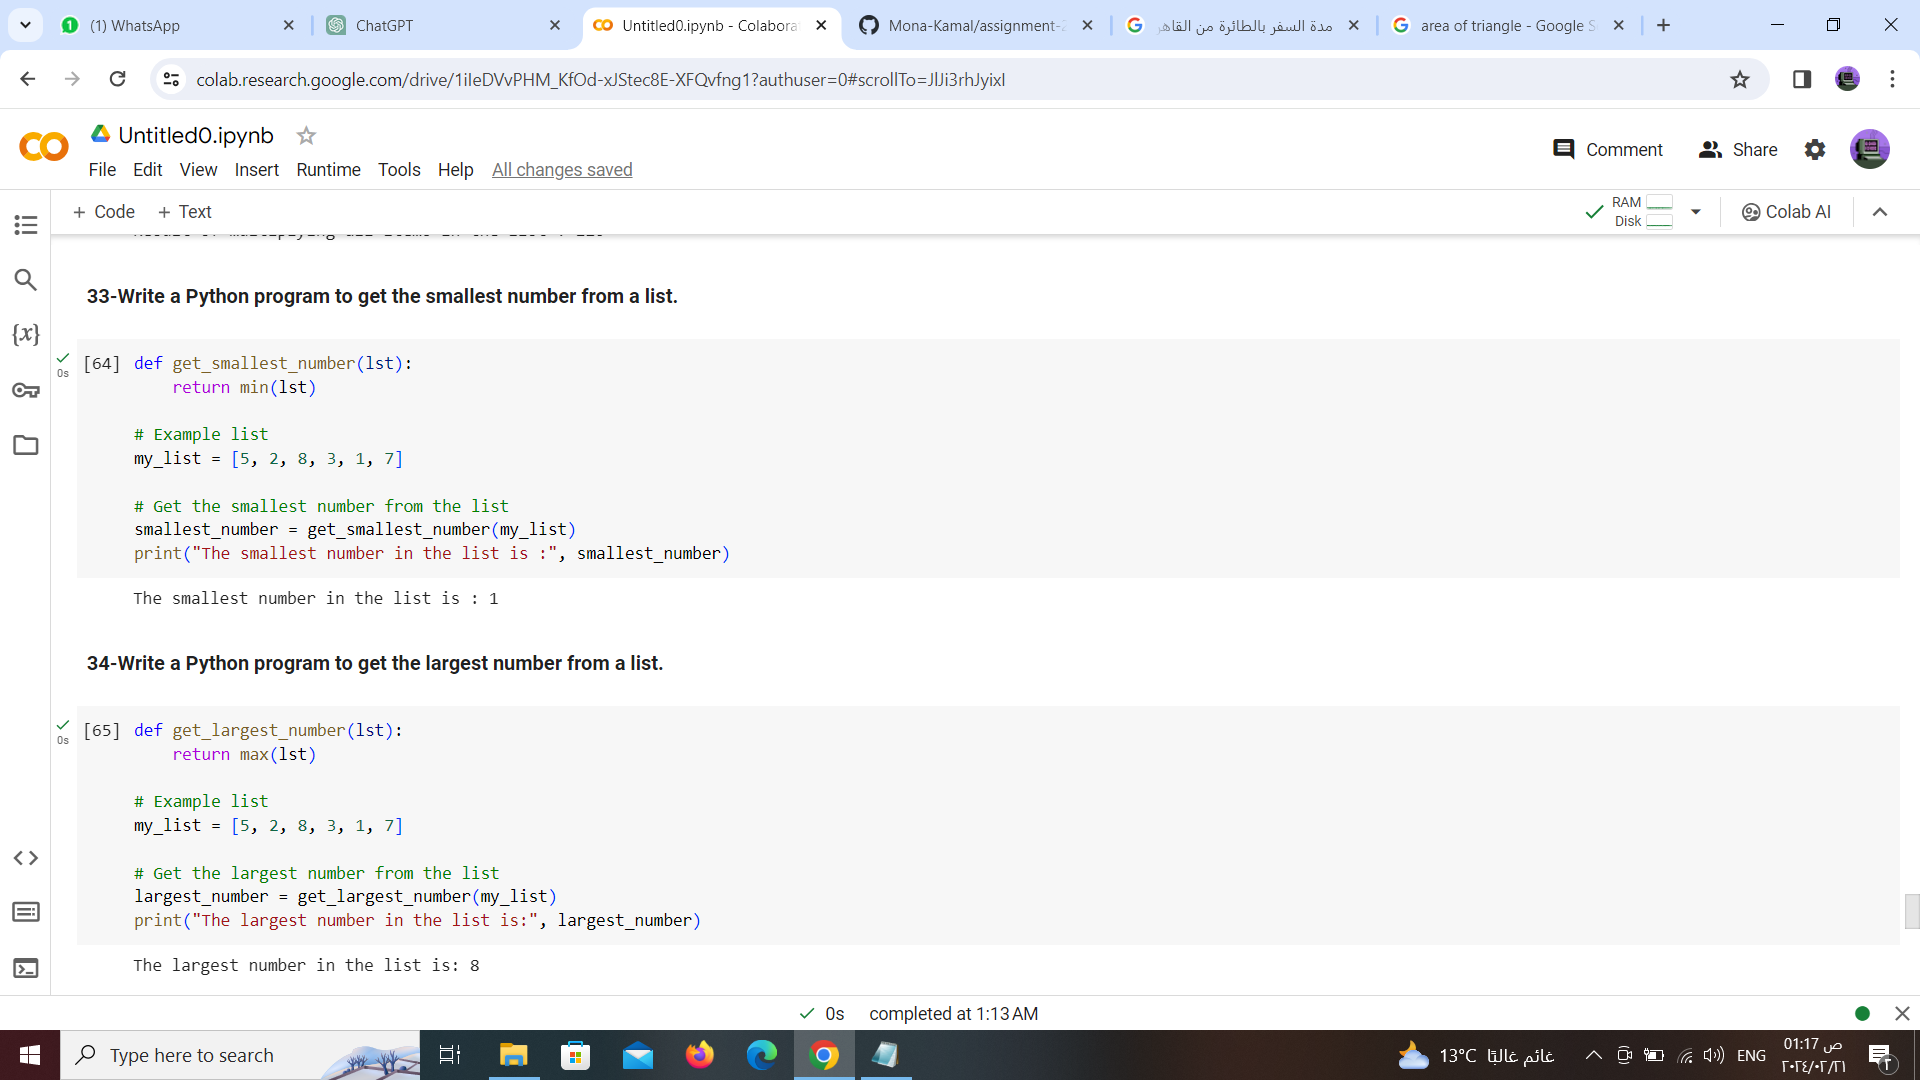 (1) WhatsApp
ChatGPT
Untitled0.ipynb - Colabora
Mona-Kamal/assignment-2
مدة السفر بالطائرة من القاهر
area of triangle - Google S
colab.research.google.com/drive/1iIeDVvPHM_KfOd-xJStec8E-XFQvfng1?authuser=0#scrollTo=JlJi3rhJyixI
Untitled0.ipynb
File Edit View Insert Runtime Tools Help All changes saved
Comment Share
+ Code + Text
RAM
Disk
Colab AI
33-Write a Python program to get the smallest number from a list.
0s
[64] def get_smallest_number(lst):
return min(lst)
# Example list
my_list = [5, 2, 8, 3, 1, 7]
# Get the smallest number from the list
smallest_number = get_smallest_number(my_list)
print("The smallest number in the list is :", smallest_number)
The smallest number in the list is : 1
34-Write a Python program to get the largest number from a list.
0s
[65] def get_largest_number(lst):
return max(lst)
# Example list
my_list = [5, 2, 8, 3, 1, 7]
# Get the largest number from the list
largest_number = get_largest_number(my_list)
print("The largest number in the list is:", largest_number)
The largest number in the list is: 8
0s completed at 1:13 AM
Type here to search
13°C غائم غالبًا
ENG
01:17 ص
٢٠٢٤/٠٢/٢١
٢